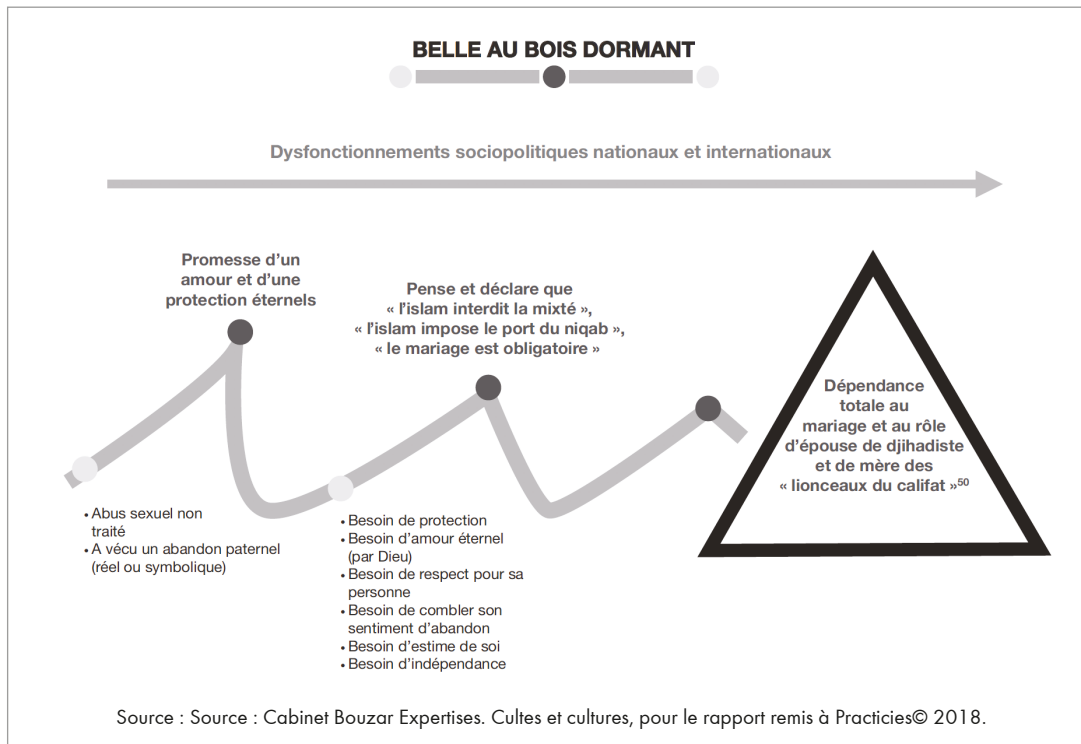 BELLE AU BOIS DORMANT
Dysfonctionnements sociopolitiques nationaux et internationaux
Promesse d’un
amour et d’une
protection éternels
Pense et déclare que
« l’islam interdit la mixté »,
« l’islam impose le port du niqab »,
« le mariage est obligatoire »
Dépendance
totale au
mariage et au rôle
d’épouse de djihadiste
et de mère des
« lionceaux du califat »⁵⁰
• Abus sexuel non
traité
• A vécu un abandon paternel
(réel ou symbolique)
• Besoin de protection
• Besoin d’amour éternel
(par Dieu)
• Besoin de respect pour sa
personne
• Besoin de combler son
sentiment d’abandon
• Besoin d’estime de soi
• Besoin d’indépendance
Source : Source : Cabinet Bouzar Expertises. Cultes et cultures, pour le rapport remis à Practicies© 2018.